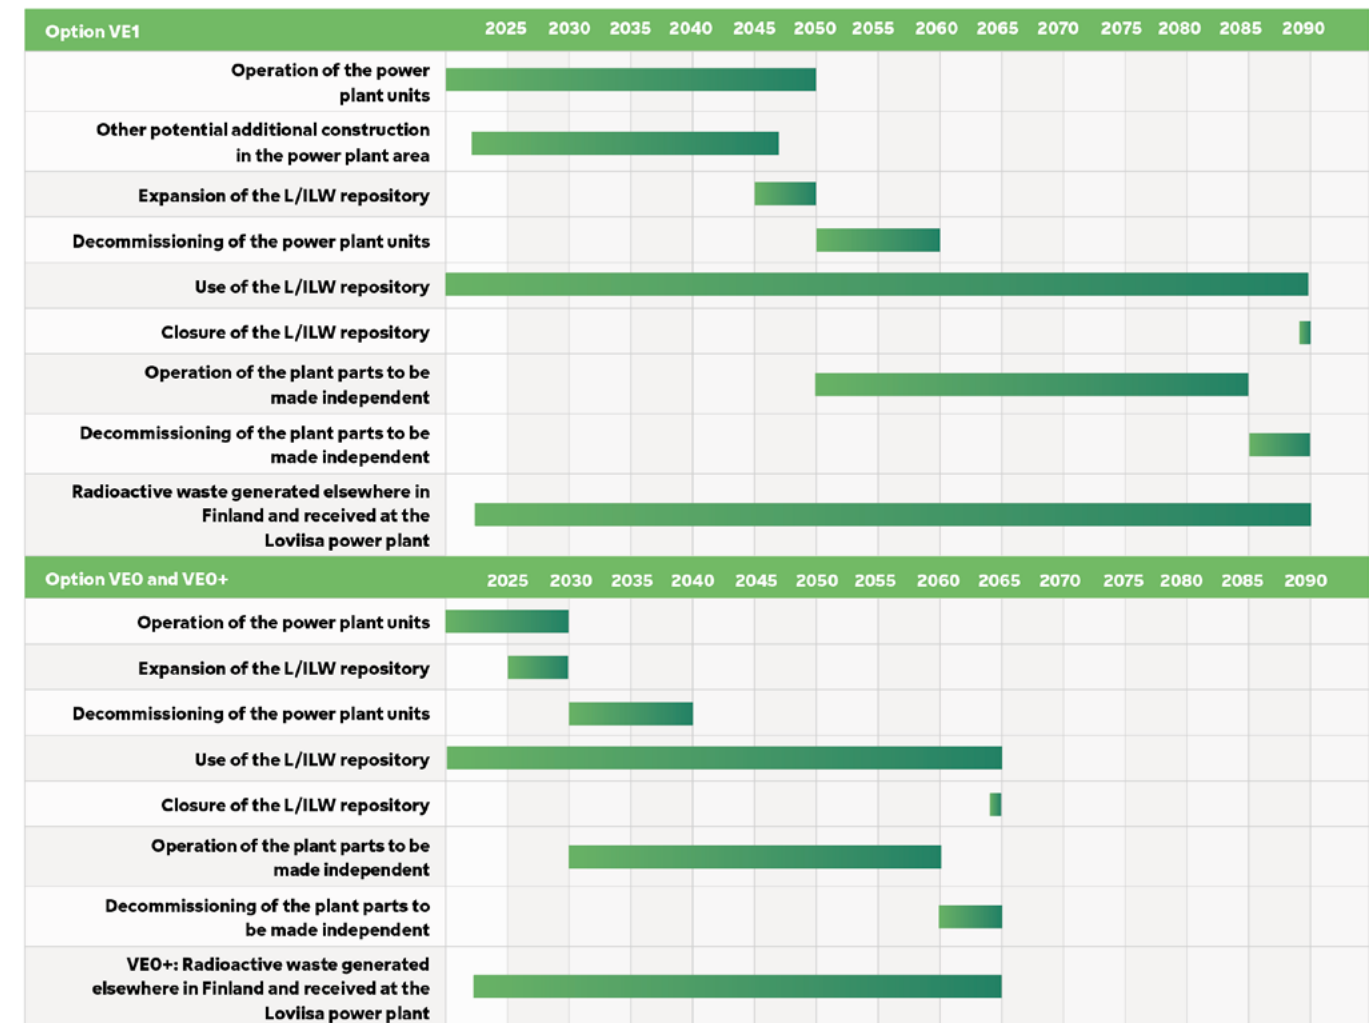 Option VE1 2025 2030 2035 2040 2045 2050 2055 2060 2065 2070 2075 2080 2085 2090
Operation of the power
plant units
Other potential additional construction
in the power plant area
Expansion of the L/ILW repository
Decommissioning of the power plant units
Use of the L/ILW repository
Closure of the L/ILW repository
Operation of the plant parts to be
made independent
Decommissioning of the plant parts to be
made independent
Radioactive waste generated elsewhere in
Finland and received at the
Loviisa power plant
Option VE0 and VE0+ 2025 2030 2035 2040 2045 2050 2055 2060 2065 2070 2075 2080 2085 2090
Operation of the power plant units
Expansion of the L/ILW repository
Decommissioning of the power plant units
Use of the L/ILW repository
Closure of the L/ILW repository
Operation of the plant parts to be
made independent
Decommissioning of the plant parts to
be made independent
VE0+: Radioactive waste generated
elsewhere in Finland and received at the
Loviisa power plant